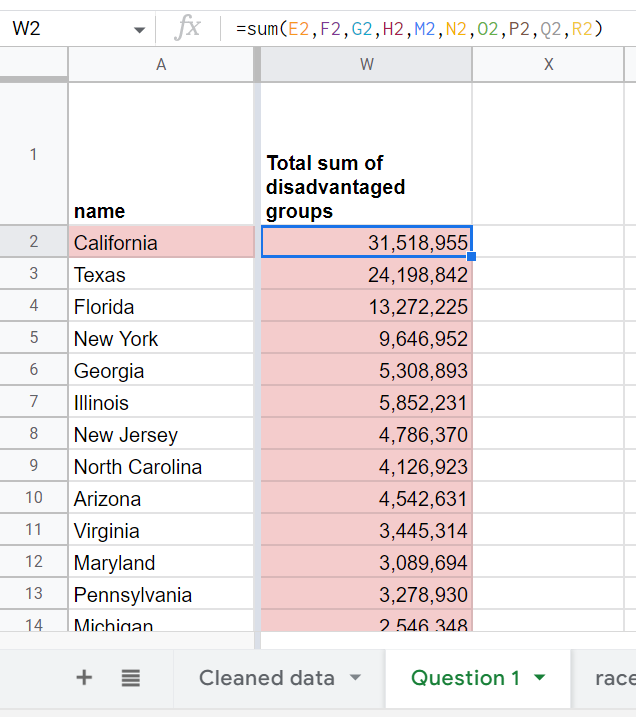 W2 fx =sum(E2,F2,G2,H2,M2,N2,O2,P2,Q2,R2)
A W X
1 name Total sum of
disadvantaged
groups
2 California 31,518,955
3 Texas 24,198,842
4 Florida 13,272,225
5 New York 9,646,952
6 Georgia 5,308,893
7 Illinois 5,852,231
8 New Jersey 4,786,370
9 North Carolina 4,126,923
10 Arizona 4,542,631
11 Virginia 3,445,314
12 Maryland 3,089,694
13 Pennsylvania 3,278,930
14 Michigan 2,546,348
+ Cleaned data Question 1 race